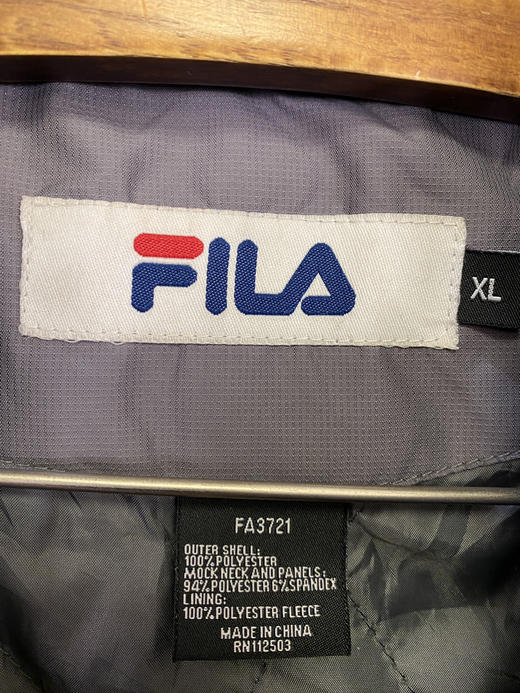 FILA
XL
FA3721
OUTER SHELL:
100%POLYESTER
MOCK NECK AND PANELS:
94%POLYESTER 6%SPANDEX
LINING:
100%POLYESTER FLEECE
MADE IN CHINA
RN112503